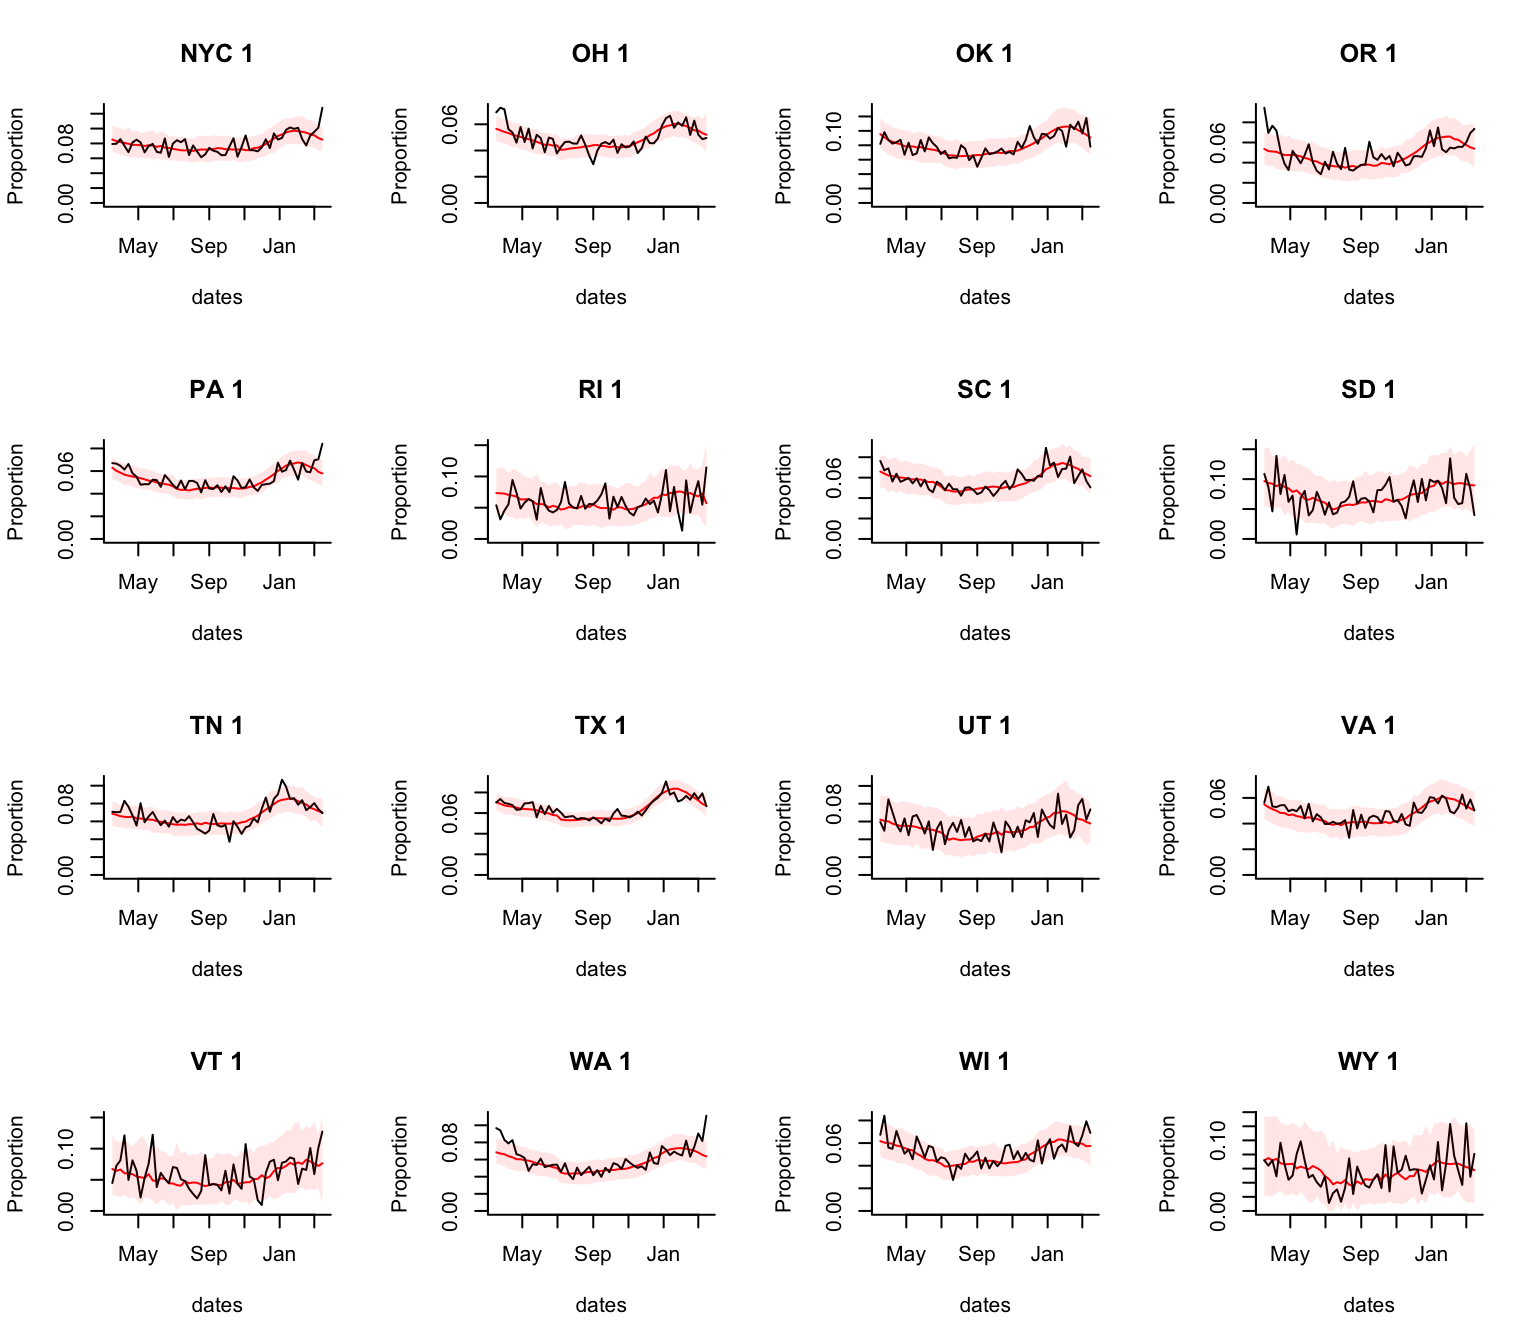 NYC 1
Proportion
0.00 0.08
May Sep Jan
dates
OH 1
Proportion
0.00 0.06
May Sep Jan
dates
OK 1
Proportion
0.00 0.10
May Sep Jan
dates
OR 1
Proportion
0.00 0.06
May Sep Jan
dates
PA 1
Proportion
0.00 0.06
May Sep Jan
dates
RI 1
Proportion
0.00 0.10
May Sep Jan
dates
SC 1
Proportion
0.00 0.06
May Sep Jan
dates
SD 1
Proportion
0.00 0.10
May Sep Jan
dates
TN 1
Proportion
0.00 0.08
May Sep Jan
dates
TX 1
Proportion
0.00 0.06
May Sep Jan
dates
UT 1
Proportion
0.00 0.08
May Sep Jan
dates
VA 1
Proportion
0.00 0.06
May Sep Jan
dates
VT 1
Proportion
0.00 0.10
May Sep Jan
dates
WA 1
Proportion
0.00 0.08
May Sep Jan
dates
WI 1
Proportion
0.00 0.06
May Sep Jan
dates
WY 1
Proportion
0.00 0.10
May Sep Jan
dates